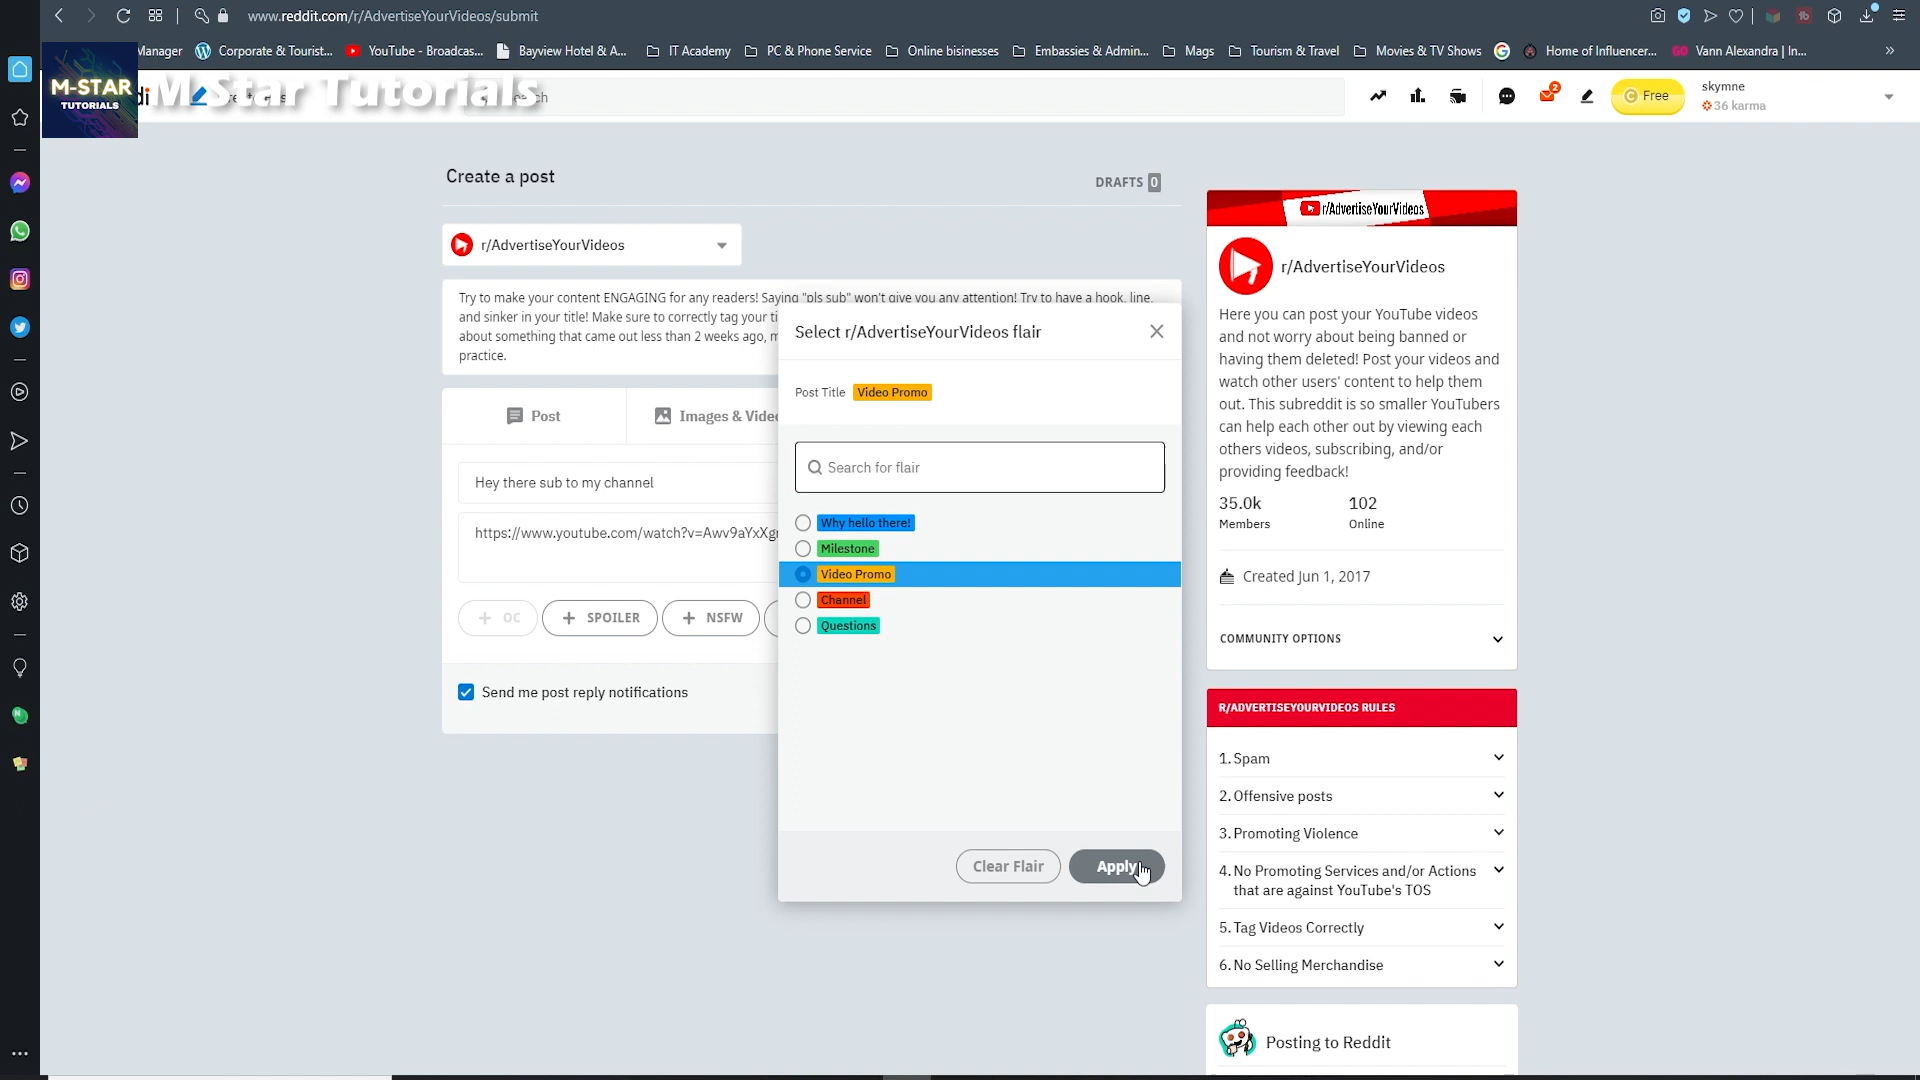 www.reddit.com/r/AdvertiseYourVideos/submit
Manager
Corporate & Tourist...
YouTube - Broadcas...
Bayview Hotel & A...
IT Academy
PC & Phone Service
Online bisinesses
Embassies & Admin...
Mags
Tourism & Travel
Movies & TV Shows
Home of Influencer...
GO
Vann Alexandra | In...
M-STAR
TUTORIALS
M-Star Tutorials
2
Free
skymne
36 karma
Create a post
DRAFTS 0
r/AdvertiseYourVideos
Try to make your content ENGAGING for any readers! Saying "pls sub" won't give you any attention! Try to have a hook, line,
and sinker in your title! Make sure to correctly tag your ti
about something that came out less than 2 weeks ago, m
practice.
Post
Images & Vide
Hey there sub to my channel
https://www.youtube.com/watch?v=Awv9aYxXg
OC
SPOILER
NSFW
Send me post reply notifications
Select r/AdvertiseYourVideos flair
Post Title Video Promo
Search for flair
Why hello there!
Milestone
Video Promo
Channel
Questions
Clear Flair
Apply
r/AdvertiseYourVideos
r/AdvertiseYourVideos
Here you can post your YouTube videos
and not worry about being banned or
having them deleted! Post your videos and
watch other users' content to help them
out. This subreddit is so smaller YouTubers
can help each other out by viewing each
others videos, subscribing, and/or
providing feedback!
35.0k
Members
102
Online
Created Jun 1, 2017
COMMUNITY OPTIONS
R/ADVERTISEYOURVIDEOS RULES
1. Spam
2. Offensive posts
3. Promoting Violence
4. No Promoting Services and/or Actions
that are against YouTube's TOS
5. Tag Videos Correctly
6. No Selling Merchandise
Posting to Reddit